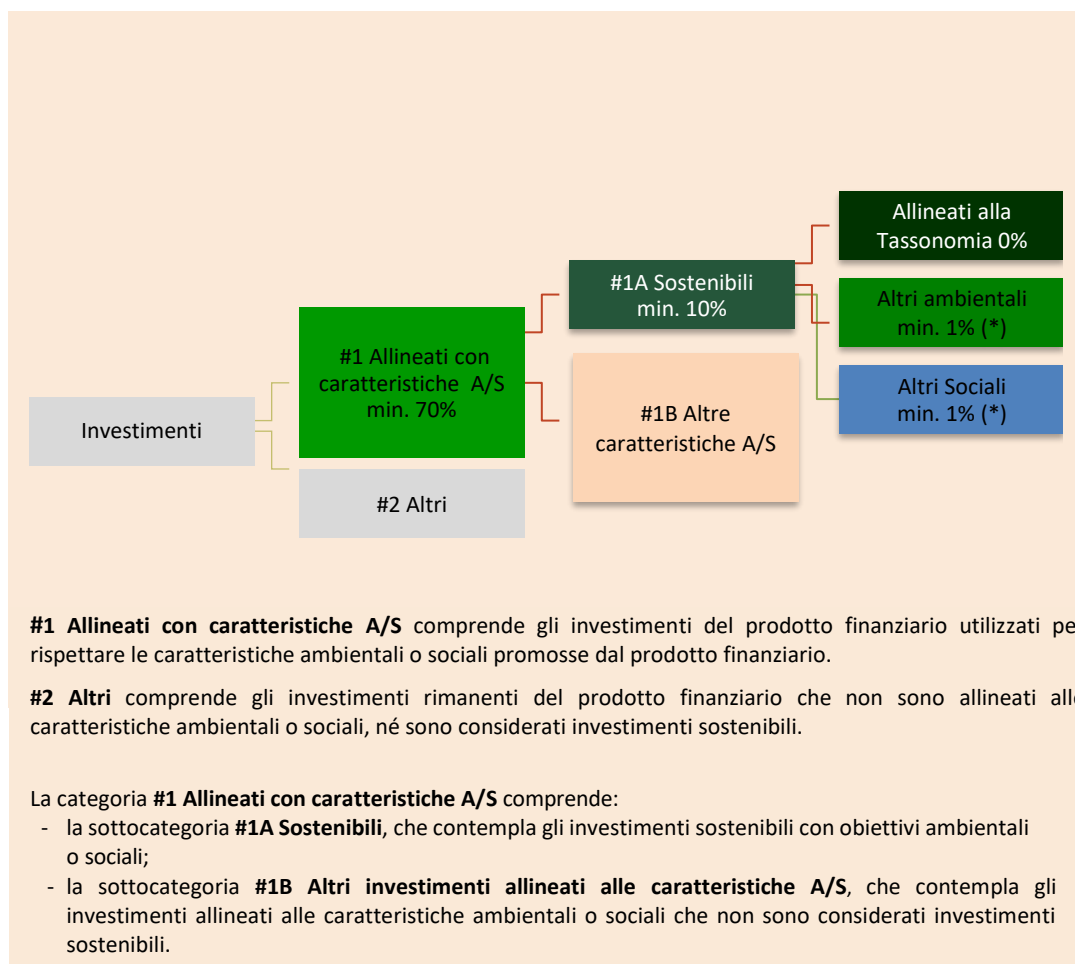 Allineati alla
Tassonomia 0%
#1A Sostenibili
min. 10%
Altri ambientali
min. 1% (*)
#1 Allineati con
caratteristiche A/S
min. 70%
Altri Sociali
min. 1% (*)
Investimenti
#1B Altre
caratteristiche A/S
#2 Altri
#1 Allineati con caratteristiche A/S comprende gli investimenti del prodotto finanziario utilizzati pe
rispettare le caratteristiche ambientali o sociali promosse dal prodotto finanziario.
#2 Altri comprende gli investimenti rimanenti del prodotto finanziario che non sono allineati alle
caratteristiche ambientali o sociali, né sono considerati investimenti sostenibili.
La categoria #1 Allineati con caratteristiche A/S comprende:
- la sottocategoria #1A Sostenibili, che contempla gli investimenti sostenibili con obiettivi ambientali
o sociali;
- la sottocategoria #1B Altri investimenti allineati alle caratteristiche A/S, che contempla gli
investimenti allineati alle caratteristiche ambientali o sociali che non sono considerati investimenti
sostenibili.